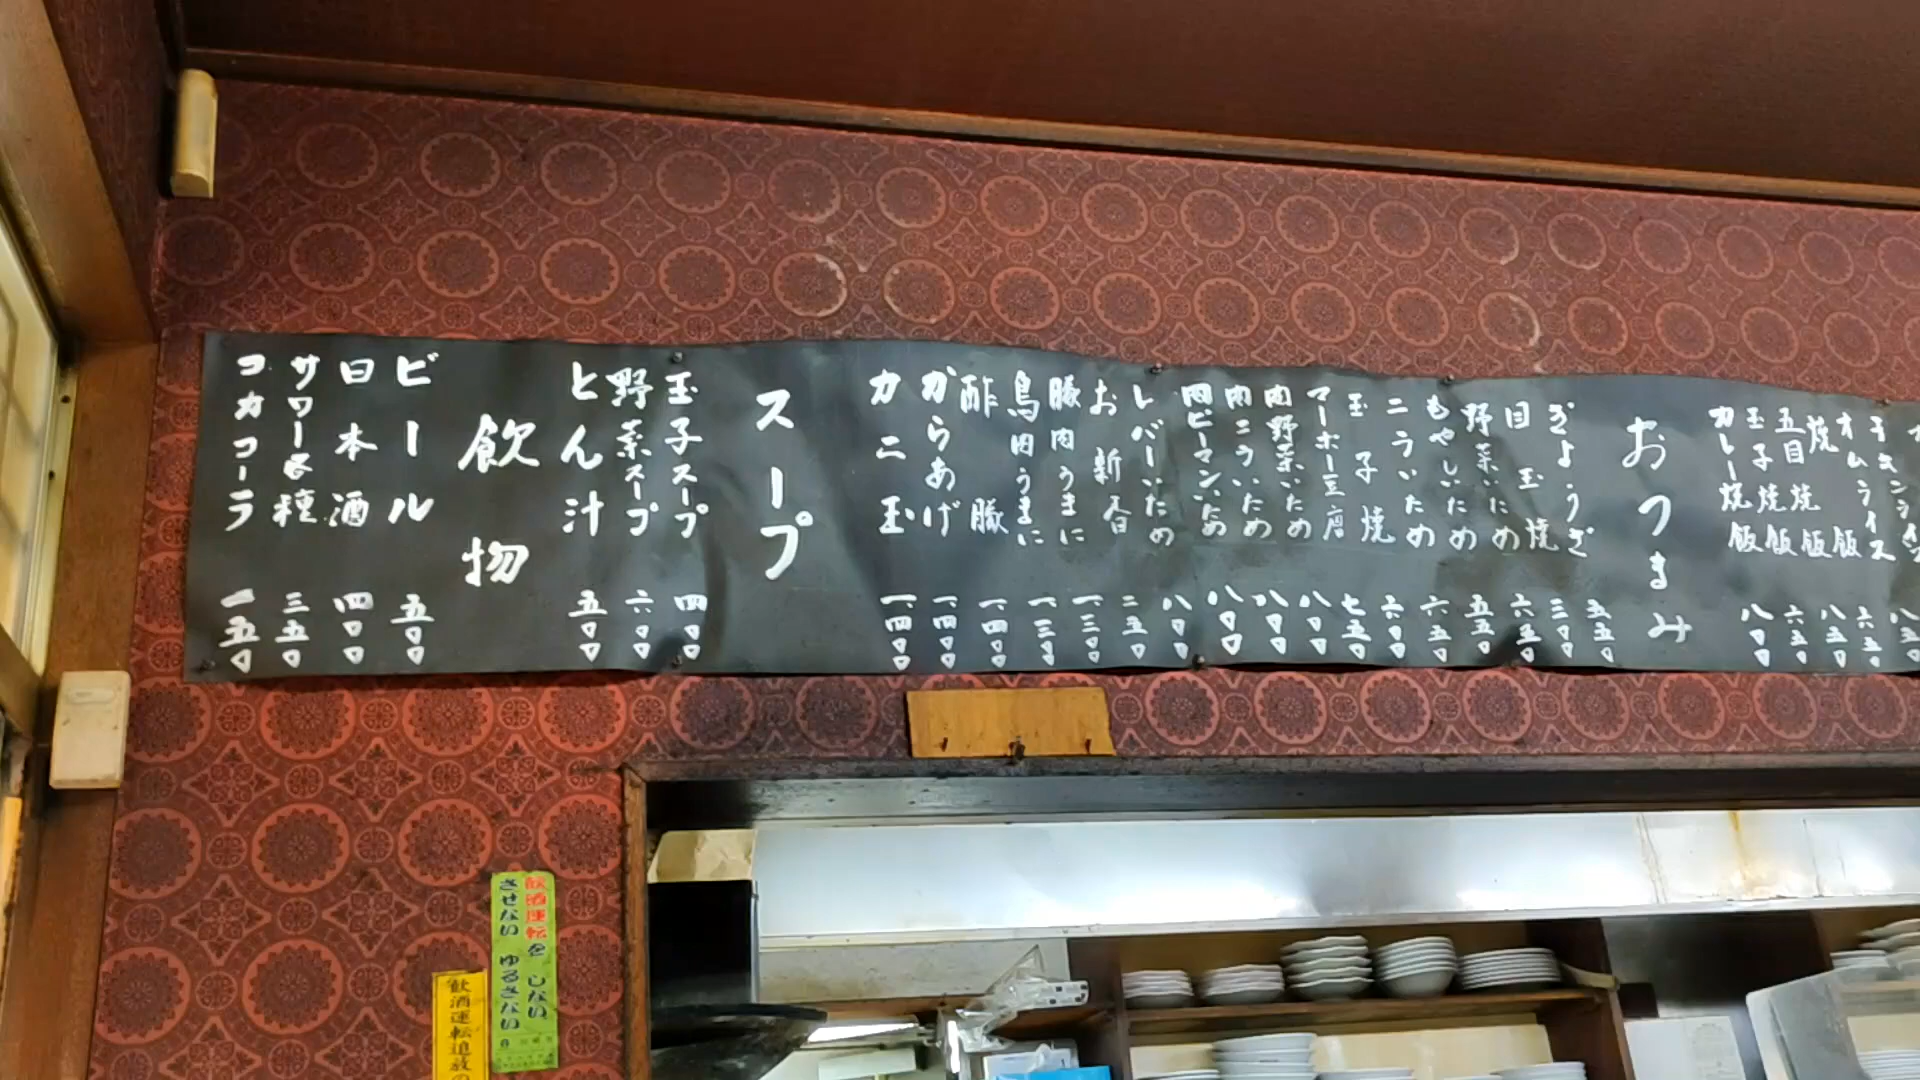 オムライス 六五〇
焼飯 八五〇
五目焼飯
玉子焼飯 六五〇
カレー焼飯 八〇〇
おつまみ
ぎょうざ 五五〇
目玉焼 三〇〇
野菜いため 六五〇
もやしいため 五五〇
ニラいため 六五〇
玉子焼 六〇〇
マーボー豆腐 七五〇
肉野菜いため 八〇〇
肉ニラいため 八〇〇
肉ピーマンいため 八〇〇
レバーいため 八〇〇
お新香 二五〇
豚肉うまに 一、三〇〇
鳥肉うまに 一、三〇〇
酢豚 一、四〇〇
からあげ 一、四〇〇
カニ玉 一、四〇〇
スープ
玉子スープ 四〇〇
野菜スープ 六〇〇
とん汁 五〇〇
飲物
ビール 五〇〇
日本酒 四〇〇
サワー各種 三五〇
コカコーラ 一五〇
飲酒運転を しない
させない ゆるさない
飲酒運転追放の